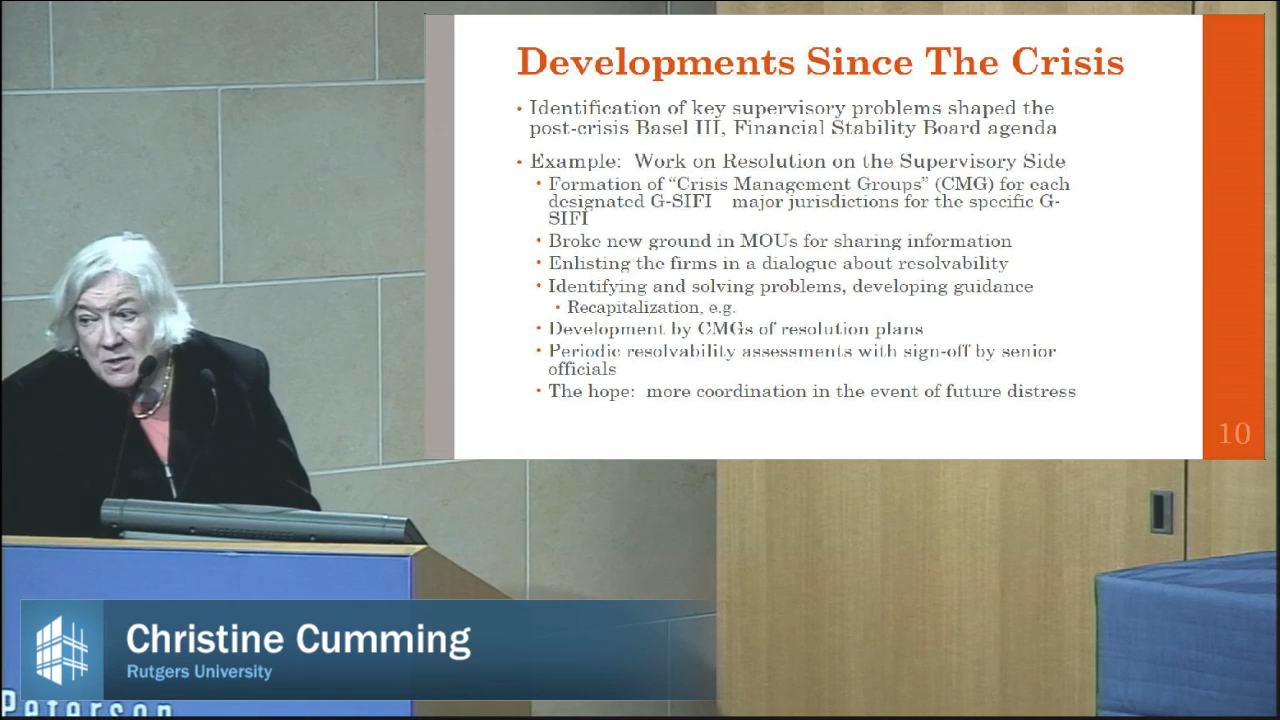 Developments Since The Crisis
• Identification of key supervisory problems shaped the
post-crisis Basel III, Financial Stability Board agenda
• Example: Work on Resolution on the Supervisory Side
• Formation of “Crisis Management Groups” (CMG) for each
designated G-SIFI major jurisdictions for the specific G-
SIFI
• Broke new ground in MOUs for sharing information
• Enlisting the firms in a dialogue about resolvability
• Identifying and solving problems, developing guidance
• Recapitalization, e.g.
• Development by CMGs of resolution plans
• Periodic resolvability assessments with sign-off by senior
officials
• The hope: more coordination in the event of future distress
10
Christine Cumming
Rutgers University
Peterson